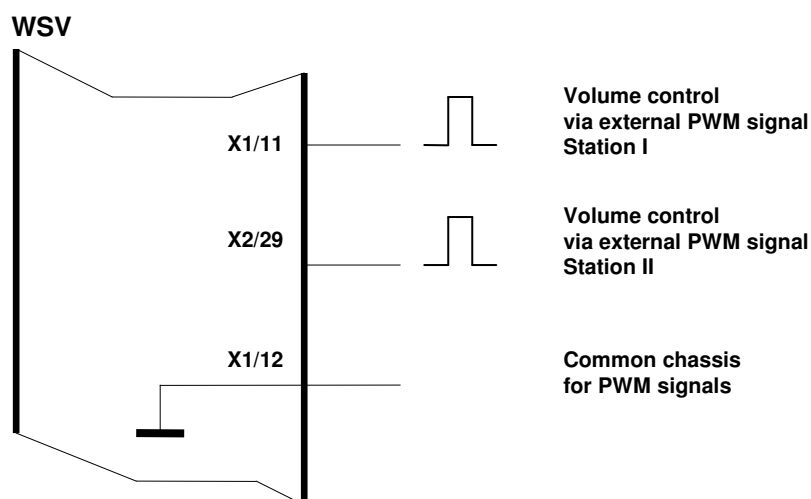 WSV
X1/11
Volume control
via external PWM signal
Station I
X2/29
Volume control
via external PWM signal
Station II
X1/12
Common chassis
for PWM signals